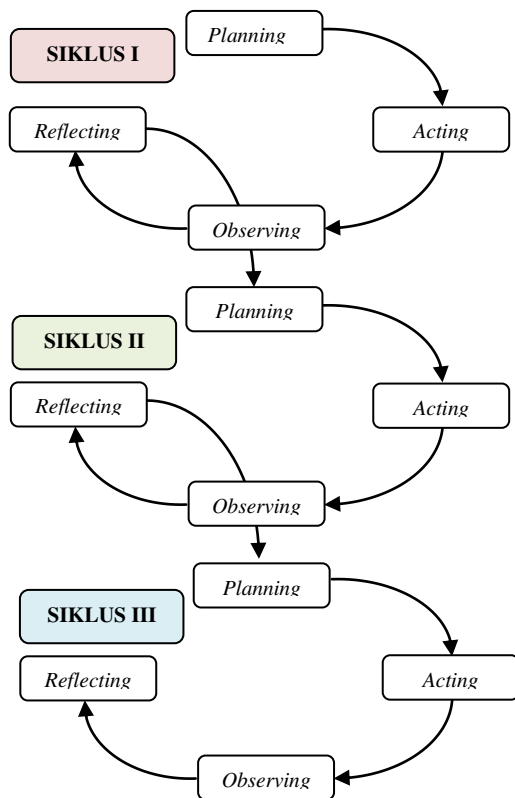 Planning
SIKLUS I
Reflecting
Acting
Observing
Planning
SIKLUS II
Reflecting
Acting
Observing
Planning
SIKLUS III
Reflecting
Acting
Observing